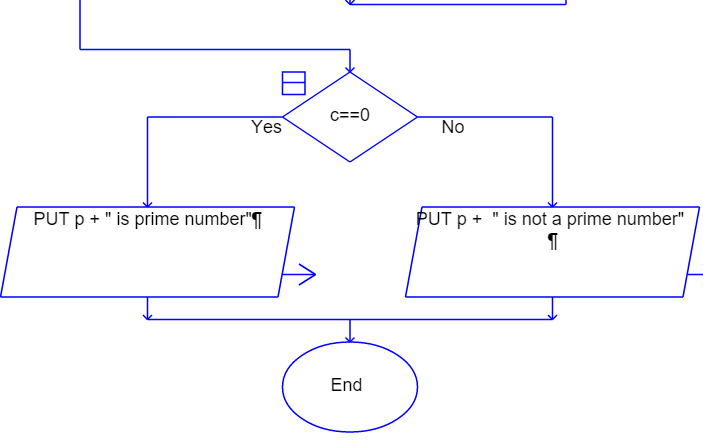 c==0
Yes
No
PUT p + " is prime number"¶
PUT p +  " is not a prime number"
¶
End